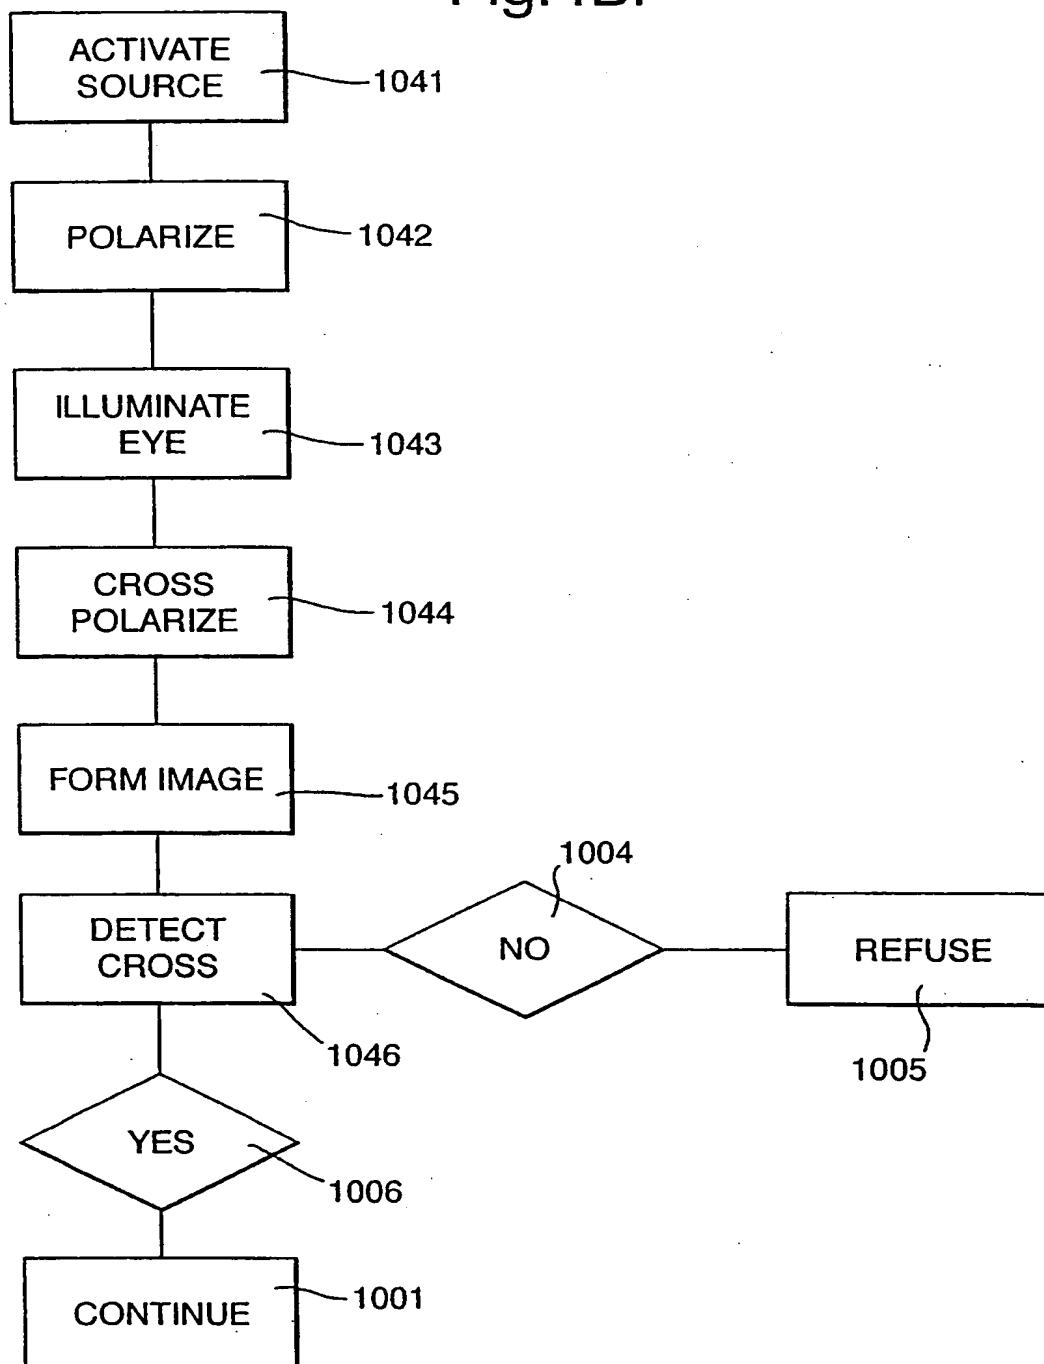 ACTIVATE
SOURCE
1041
POLARIZE
1042
ILLUMINATE
EYE
1043
CROSS
POLARIZE
1044
FORM IMAGE
1045
DETECT
CROSS
1046
NO
1004
REFUSE
1005
YES
1006
CONTINUE
1001